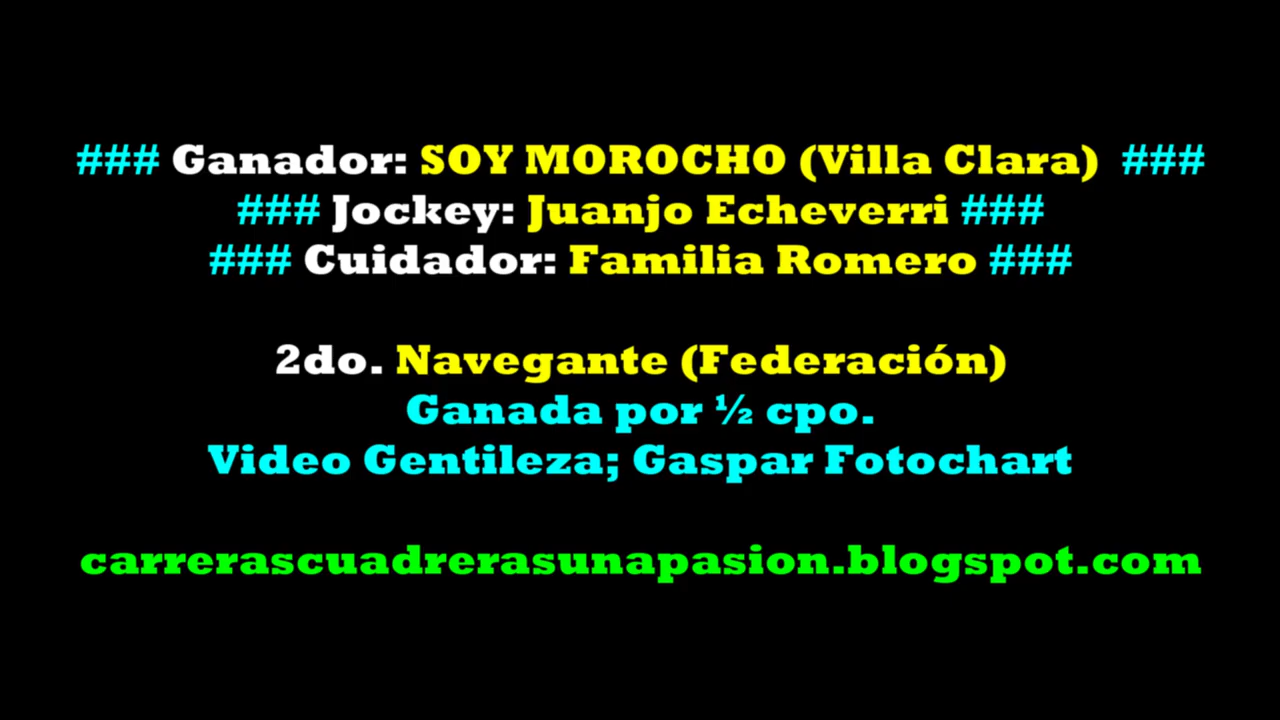 ### Ganador: SOY MOROCHO (Villa Clara) ###
### Jockey: Juanjo Echeverri ###
### Cuidador: Familia Romero ###
2do. Navegante (Federación)
Ganada por ½ cpo.
Video Gentileza; Gaspar Fotochart
carrerascuadrerasunapasion.blogspot.com